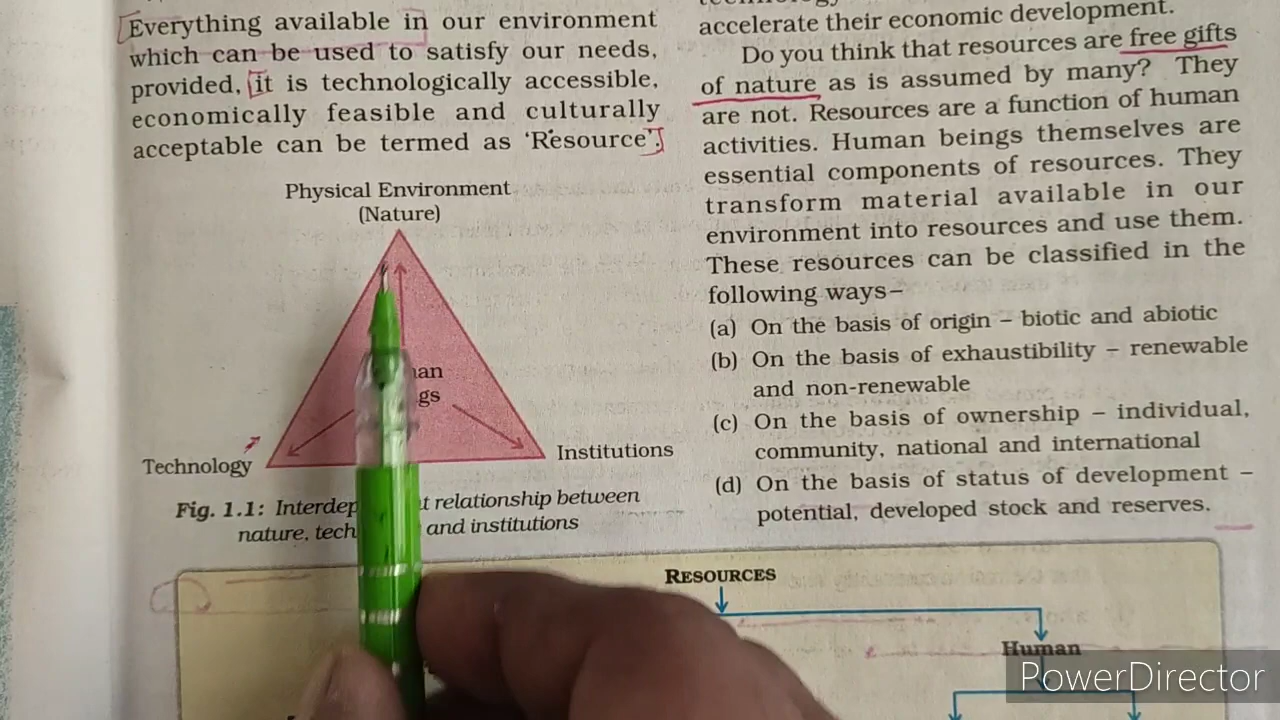 Everything available in our environment
which can be used to satisfy our needs,
provided, it is technologically accessible,
economically feasible and culturally
acceptable can be termed as ‘Resource’.
Physical Environment
(Nature)
Technology
Institutions
Fig. 1.1: relationship between
nature, and institutions
accelerate their economic development.
Do you think that resources are free gifts
of nature as is assumed by many? They
are not. Resources are a function of human
activities. Human beings themselves are
essential components of resources. They
transform material available in our
environment into resources and use them.
These resources can be classified in the
following ways–
(a) On the basis of origin – biotic and abiotic
(b) On the basis of exhaustibility – renewable
and non-renewable
(c) On the basis of ownership – individual,
community, national and international
(d) On the basis of status of development –
potential, developed stock and reserves.
RESOURCES
Human
PowerDirector